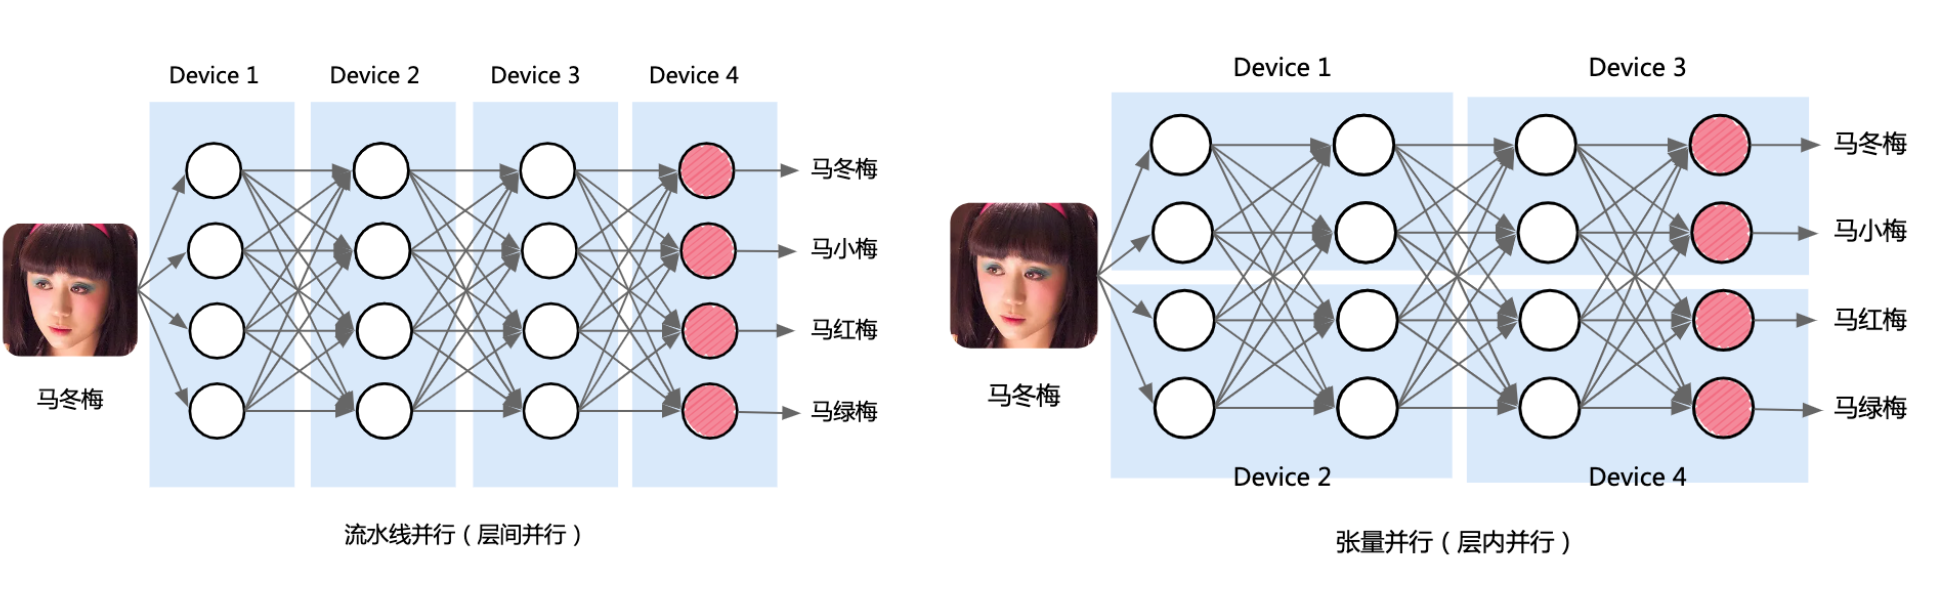 Device 1
Device 2
Device 3
Device 4
马冬梅
马小梅
马红梅
马绿梅
马冬梅
流水线并行（层间并行）
Device 1
Device 3
马冬梅
马小梅
马红梅
马绿梅
马冬梅
Device 2
Device 4
张量并行（层内并行）